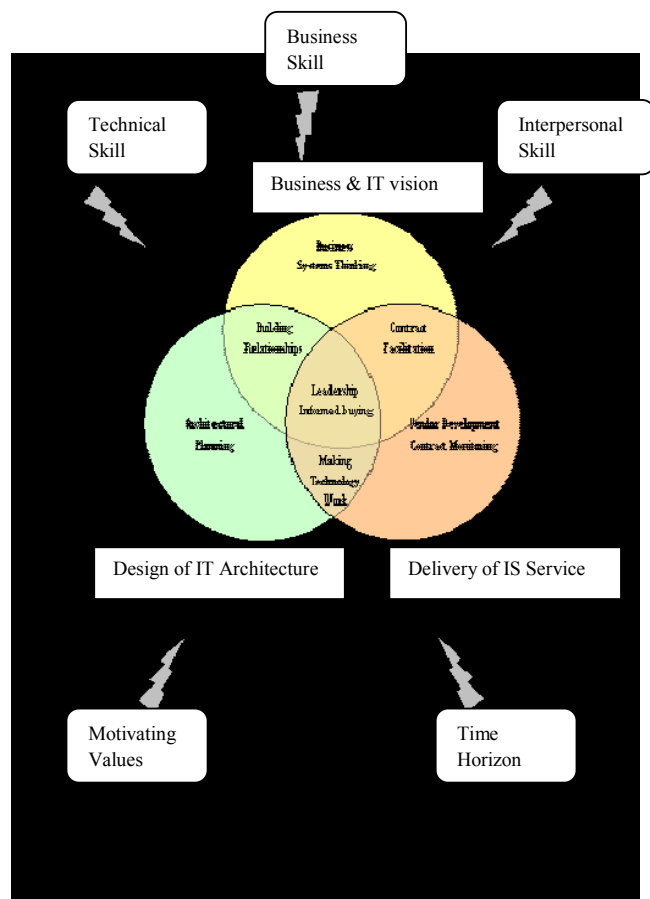 Business
Skill
Technical
Skill
Interpersonal
Skill
Business & IT vision
Business
Systems Thinking
Building
Relationships
Contract
Facilitation
Leadership
Informed buying
Architectural
Planning
Vendor Development
Contract Monitoring
Making
Technology
Work
Design of IT Architecture
Delivery of IS Service
Motivating
Values
Time
Horizon